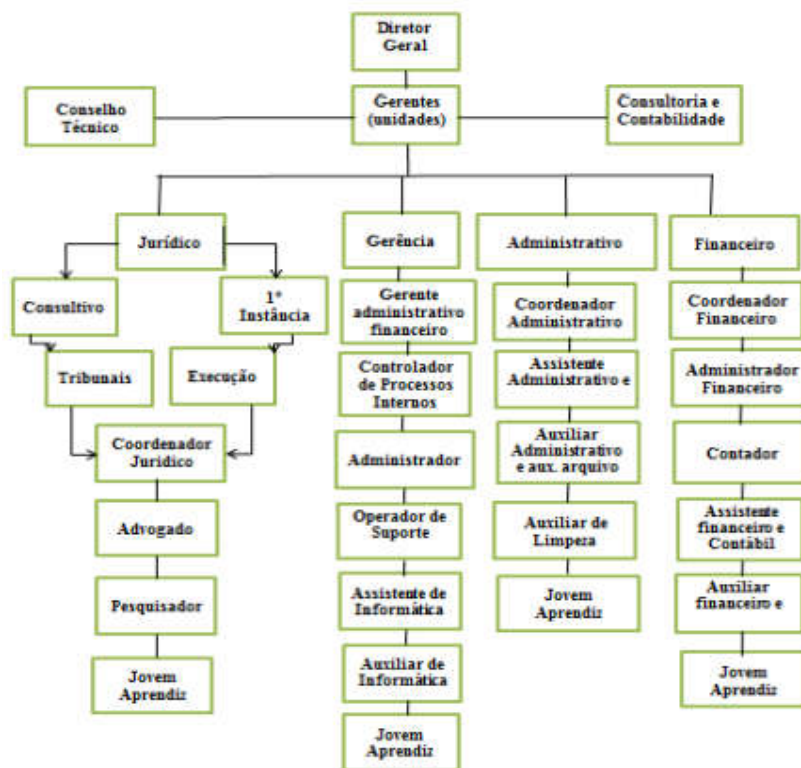 Diretor
Geral
Conselho
Técnico
Gerentes
(unidades)
Consultoria e
Contabilidade
Jurídico
Gerência
Administrativo
Financeiro
Consultivo
1ª
Instância
Gerente
administrativo
financeiro
Coordenador
Administrativo
Coordenador
Financeiro
Tribunais
Execução
Controlador
de Processos
Internos
Assistente
Administrativo e
Administrador
Financeiro
Coordenador
Jurídico
Administrador
Auxiliar
Administrativo
e aux. arquivo
Contador
Advogado
Operador de
Suporte
Auxiliar de
Limpeza
Assistente
financeiro e
Contábil
Pesquisador
Assistente de
Informática
Jovem
Aprendiz
Auxiliar
financeiro e
Jovem
Aprendiz
Auxiliar de
Informática
Jovem
Aprendiz
Jovem
Aprendiz